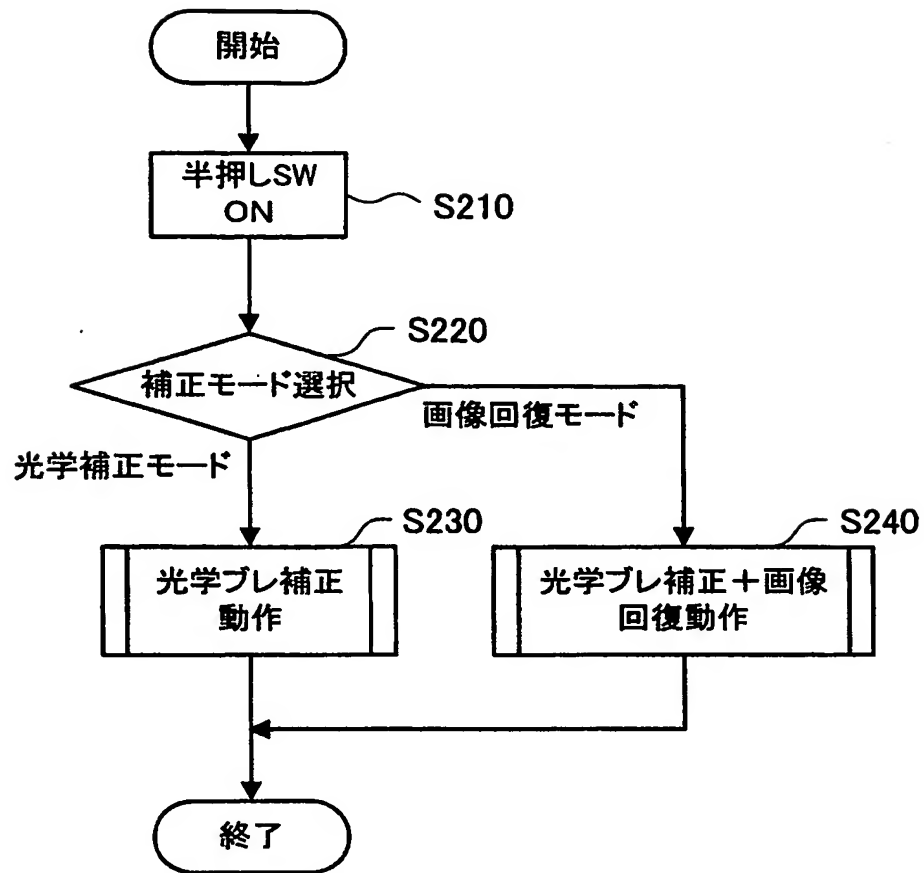 開始
半押しSW
ON
S210
S220
補正モード選択
画像回復モード
光学補正モード
S230
S240
光学ブレ補正
動作
光学ブレ補正＋画像
回復動作
終了